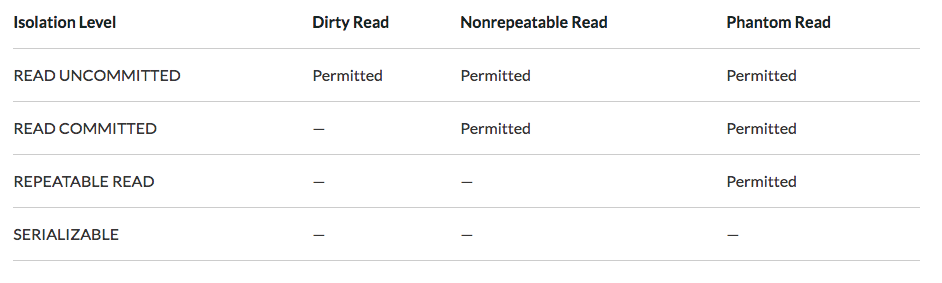 Isolation Level Dirty Read Nonrepeatable Read Phantom Read
READ UNCOMMITTED Permitted Permitted Permitted
READ COMMITTED — Permitted Permitted
REPEATABLE READ — — Permitted
SERIALIZABLE — — —